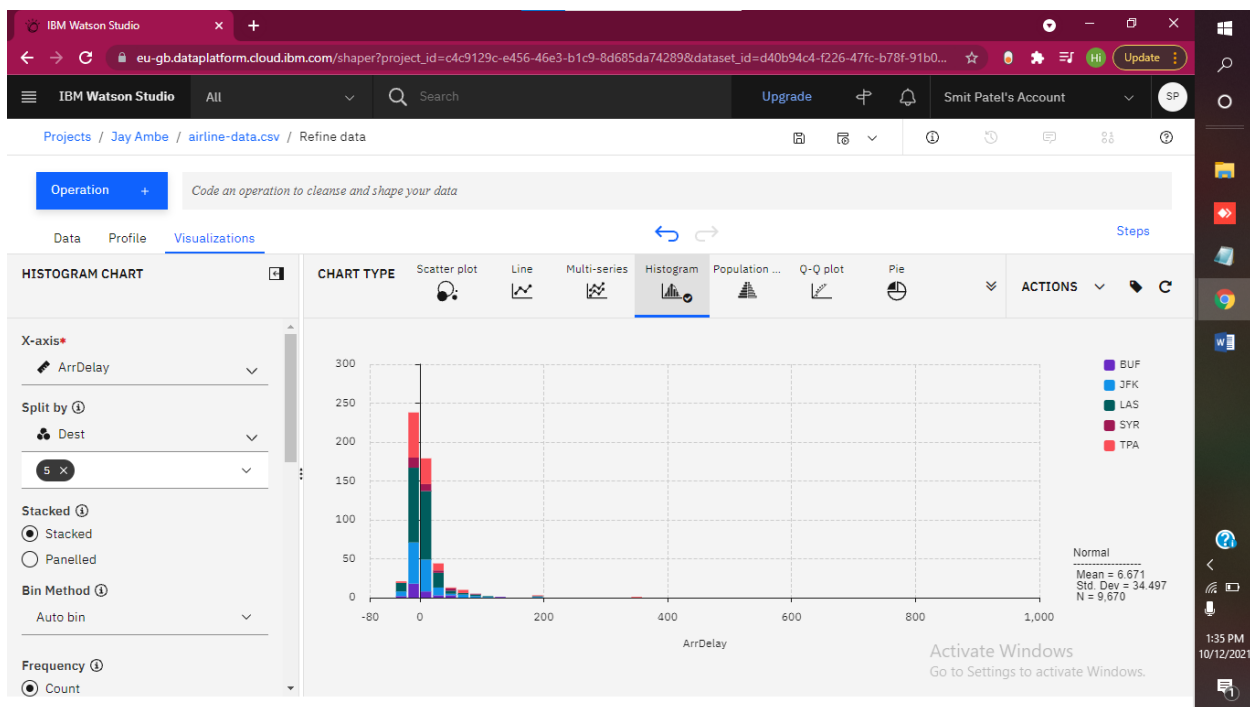 IBM Watson Studio
eu-gb.dataplatform.cloud.ibm.com/shaper?project_id=c4c9129c-e456-46e3-b1c9-8d685da74289&dataset_id=d40b94c4-f226-47fc-b78f-91b0...
Hi
Update
IBM Watson Studio
All
Search
Upgrade
Smit Patel's Account
SP
Projects / Jay Ambe / airline-data.csv / Refine data
Operation +
Code an operation to cleanse and shape your data
Data
Profile
Visualizations
Steps
HISTOGRAM CHART
CHART TYPE
Scatter plot
Line
Multi-series
Histogram
Population ...
Q-Q plot
Pie
ACTIONS
X-axis*
ArrDelay
Split by
Dest
5 ×
Stacked
Stacked
Panelled
Bin Method
Auto bin
Frequency
Count
300
250
200
150
100
50
0
-80
0
200
400
600
800
1,000
ArrDelay
BUF
JFK
LAS
SYR
TPA
Normal
Mean = 6.671
Std. Dev = 34.497
N = 9,670
Activate Windows
Go to Settings to activate Windows.
1:35 PM
10/12/2021
1